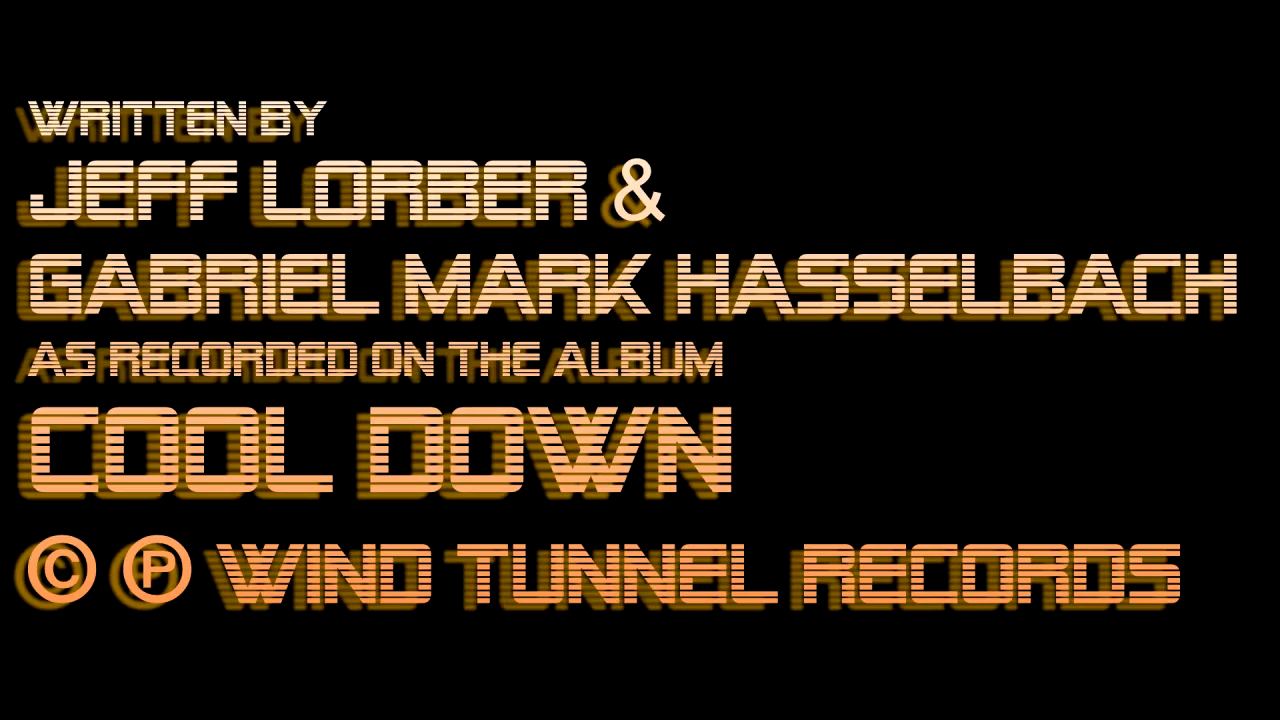 WRITTEN BY
JEFF LORBER &
GABRIEL MARK HASSELBACH
AS RECORDED ON THE ALBUM
COOL DOWN
© ℗ WIND TUNNEL RECORDS